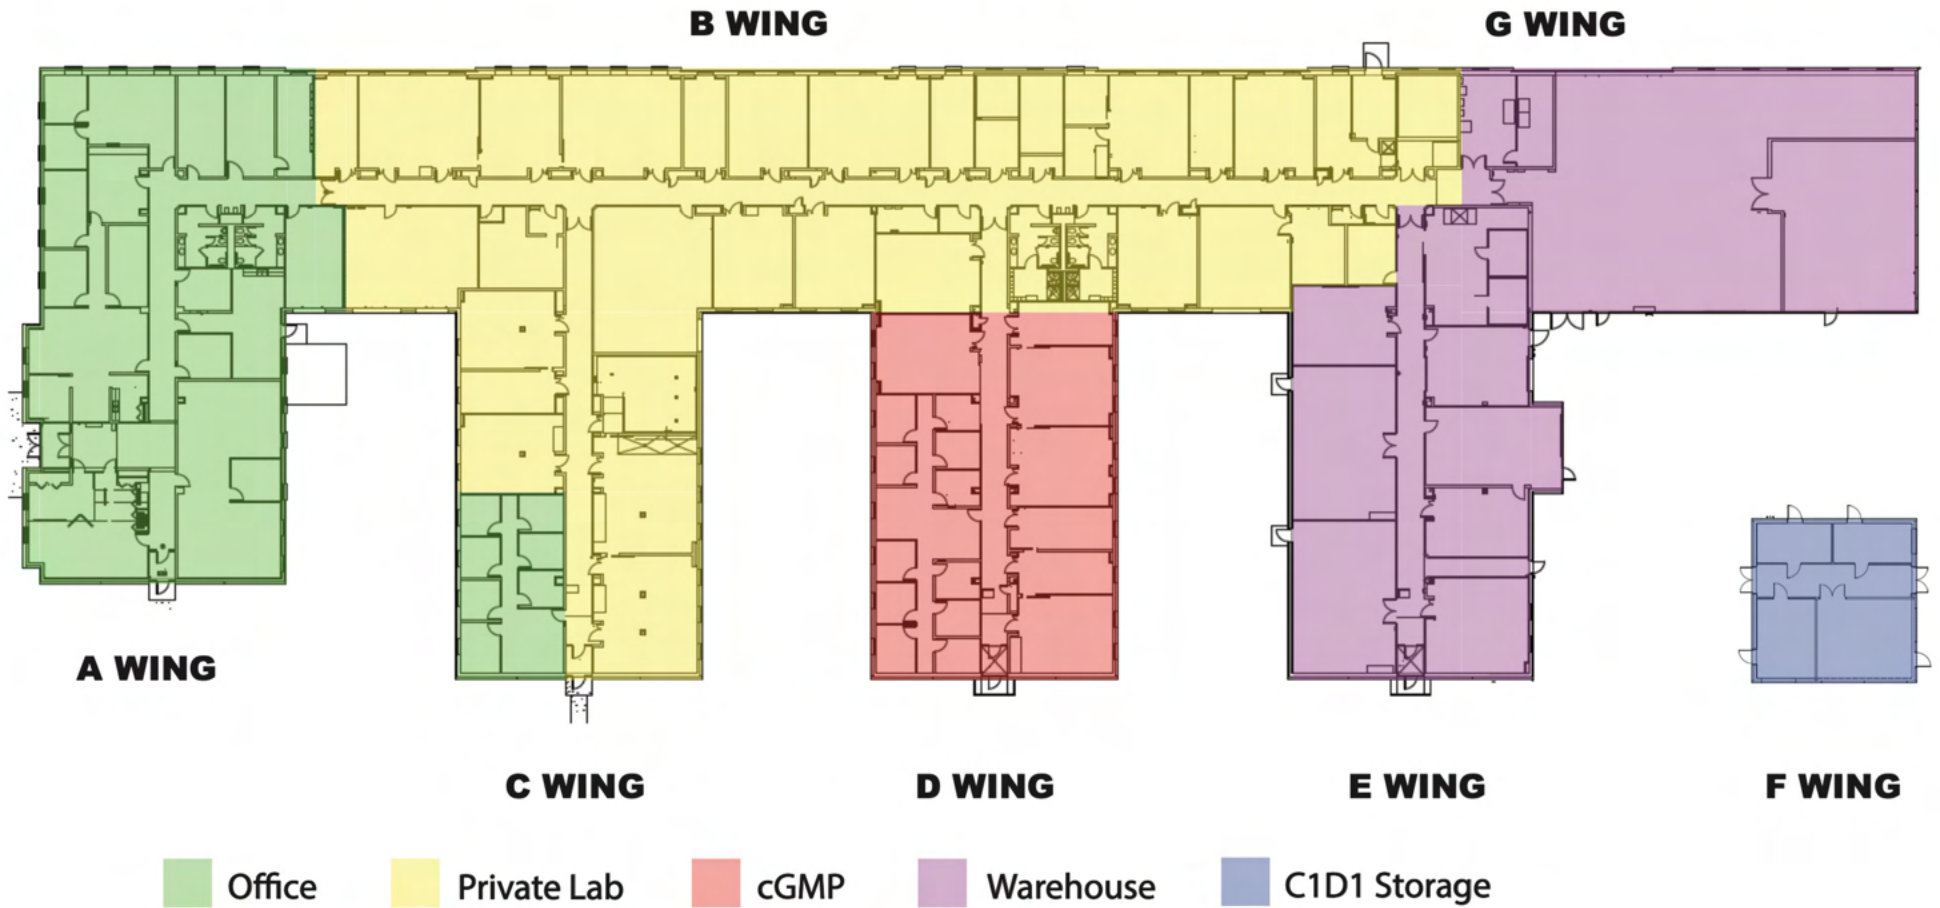 B WING
G WING
A WING
C WING
D WING
E WING
F WING
Office
Private Lab
cGMP
Warehouse
C1D1 Storage